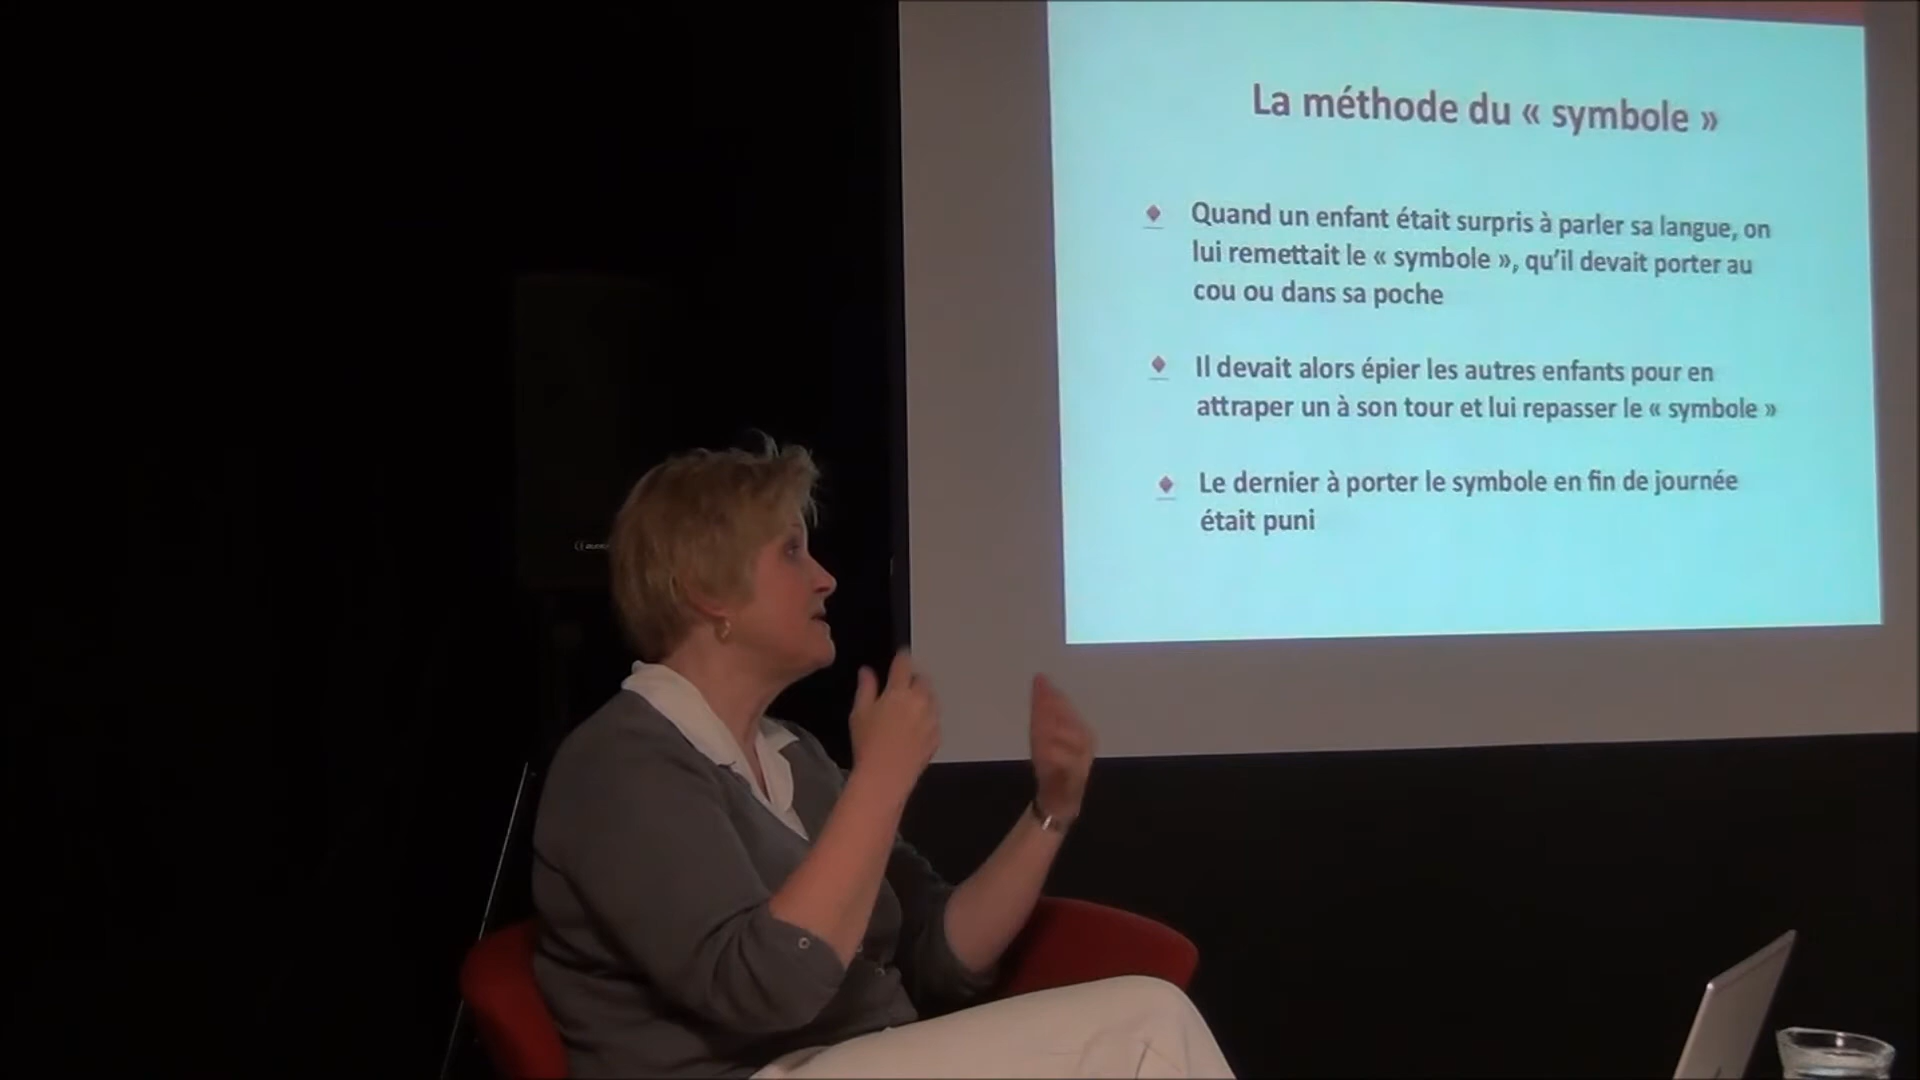 La méthode du « symbole »
Quand un enfant était surpris à parler sa langue, on
lui remettait le « symbole », qu'il devait porter au
cou ou dans sa poche
Il devait alors épier les autres enfants pour en
attraper un à son tour et lui repasser le « symbole »
Le dernier à porter le symbole en fin de journée
était puni